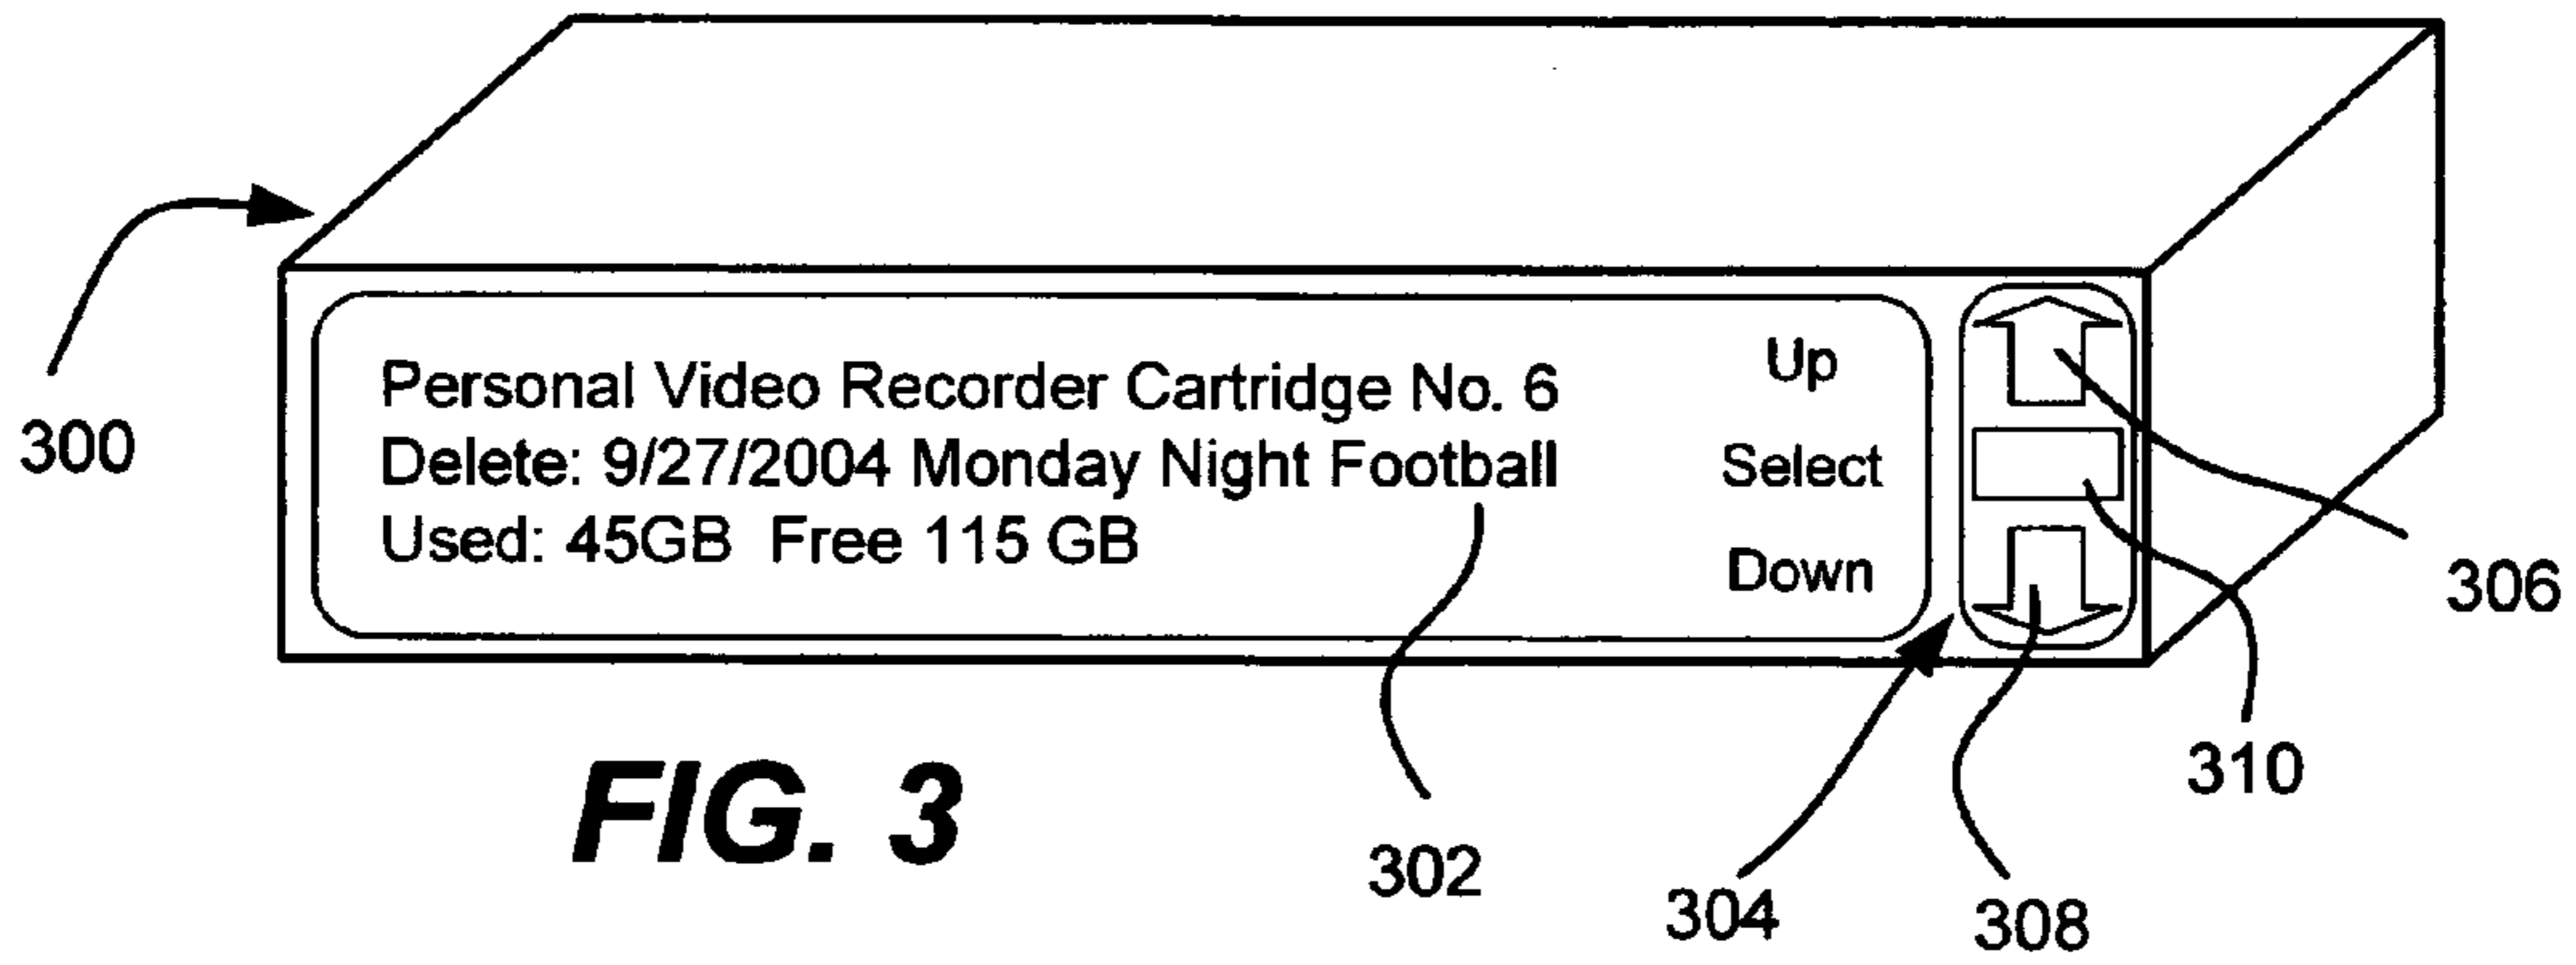 Personal Video Recorder Cartridge No. 6
Delete: 9/27/2004 Monday Night Football
Used: 45GB Free 115 GB
Up
Select
Down
300
306
310
302
304
308
FIG. 3